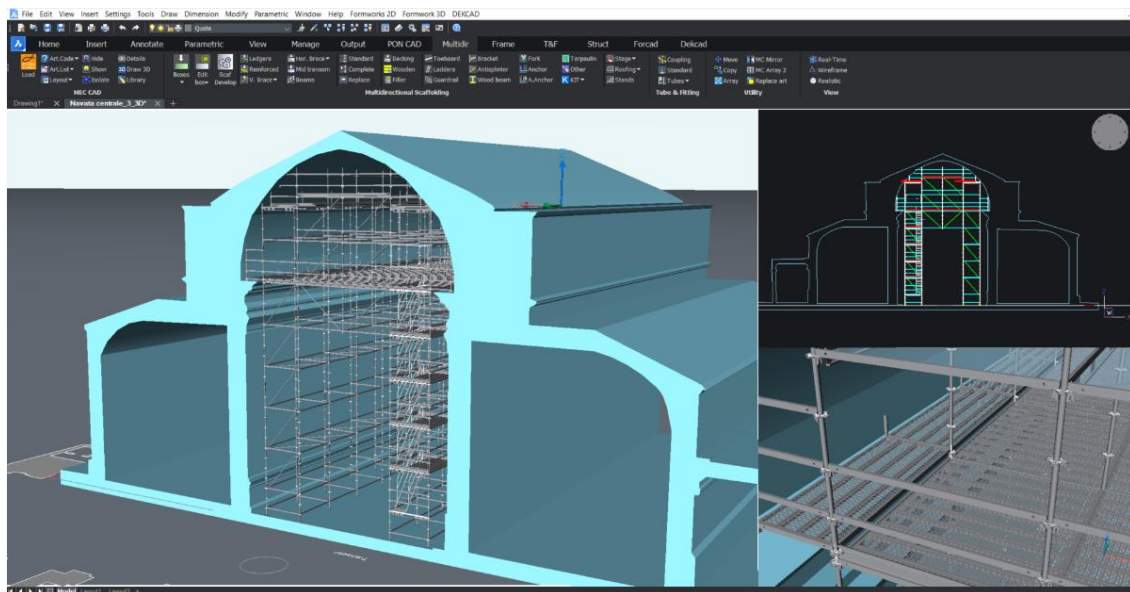 File Edit View Insert Settings Tools Draw Dimension Modify Parametric Window Help Formworks 2D Formwork 3D DEKCAD
Quote
Home Insert Annotate Parametric View Manage Output PON CAD Multidir Frame T&F Struct Forcad Dekcad
Art.Code Hide Details Ledgers Hor. Brace Standard Decking Toeboard Bracket Fork Tarpaulin Stage Coupling Move MC Mirror Real-Time
Load Art.List Show 3D Draw 3D Boxes Edit box Scaf Develop Reinforced Mid transom Complete Wooden Ladders Antisplinter Anchor Other Roofing Standard Copy MC Array 2 Wireframe
Layout Isolate Library V. Brace Beams Replace Filler Guardrail Wood beam A.Anchor KIT Stands Tubes Array Replace art Realistic
MEC CAD Multidirectional Scaffolding Tube & Fitting Utility View
Drawing1* Navata centrale_3_3D*
W
Model Layout1 Layout2